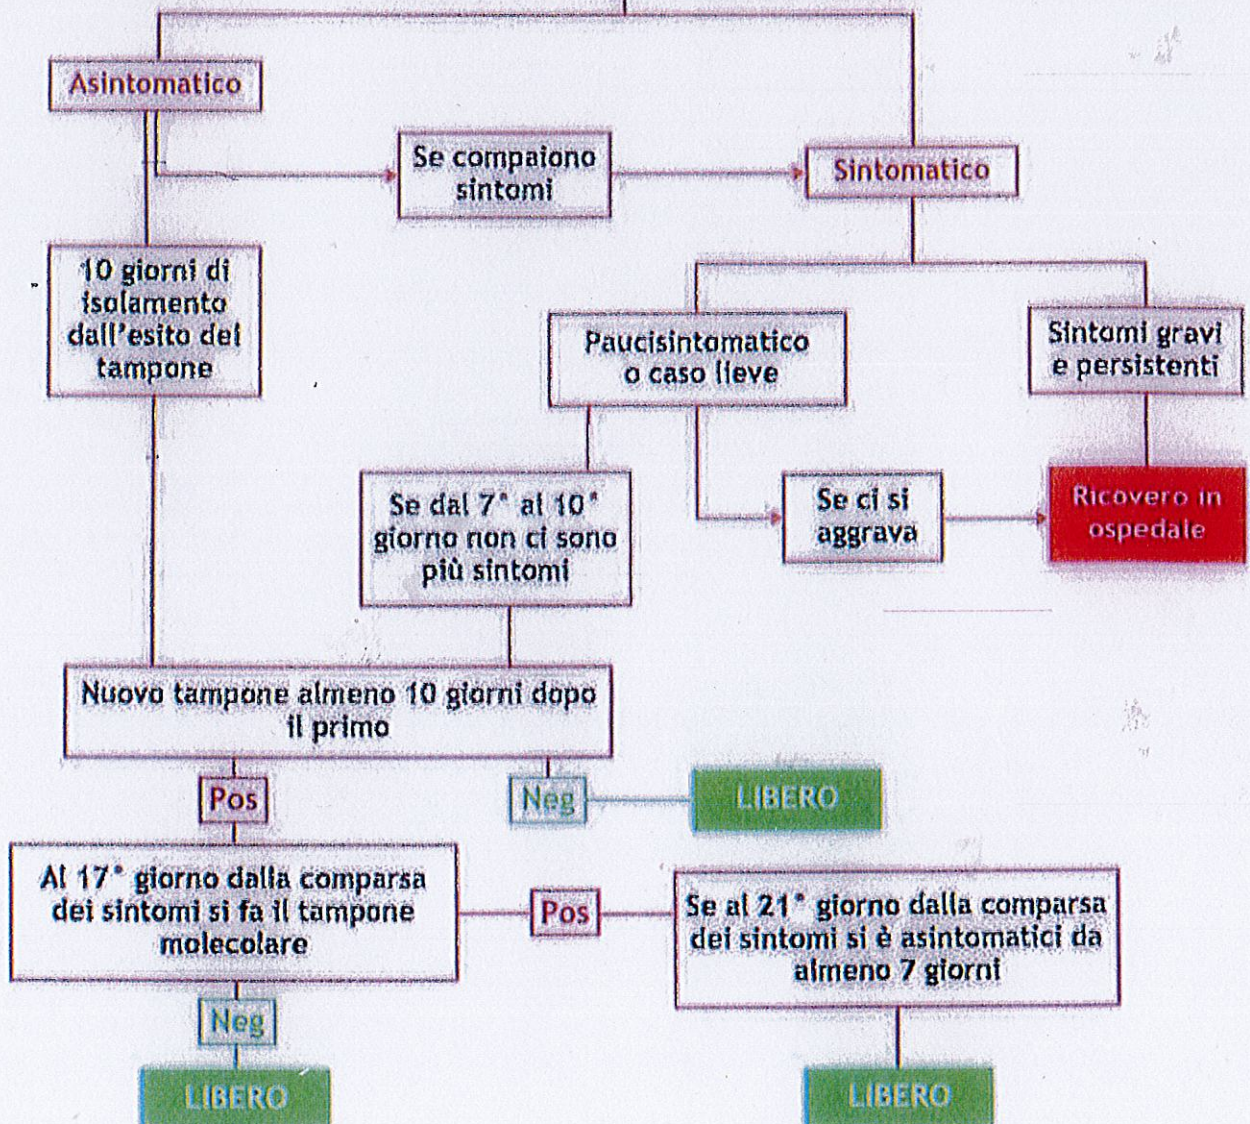 Asintomatico
Se compaiono
sintomi
Sintomatico
10 giorni di
isolamento
dall'esito del
tampone
Paucisintomatico
o caso lieve
Sintomi gravi
e persistenti
Se dal 7° al 10°
giorno non ci sono
più sintomi
Se ci si
aggrava
Ricovero in
ospedale
Nuovo tampone almeno 10 giorni dopo
il primo
Pos
Neg
LIBERO
Al 17° giorno dalla comparsa
dei sintomi si fa il tampone
molecolare
Pos
Se al 21° giorno dalla comparsa
dei sintomi si è asintomatici da
almeno 7 giorni
Neg
LIBERO
LIBERO